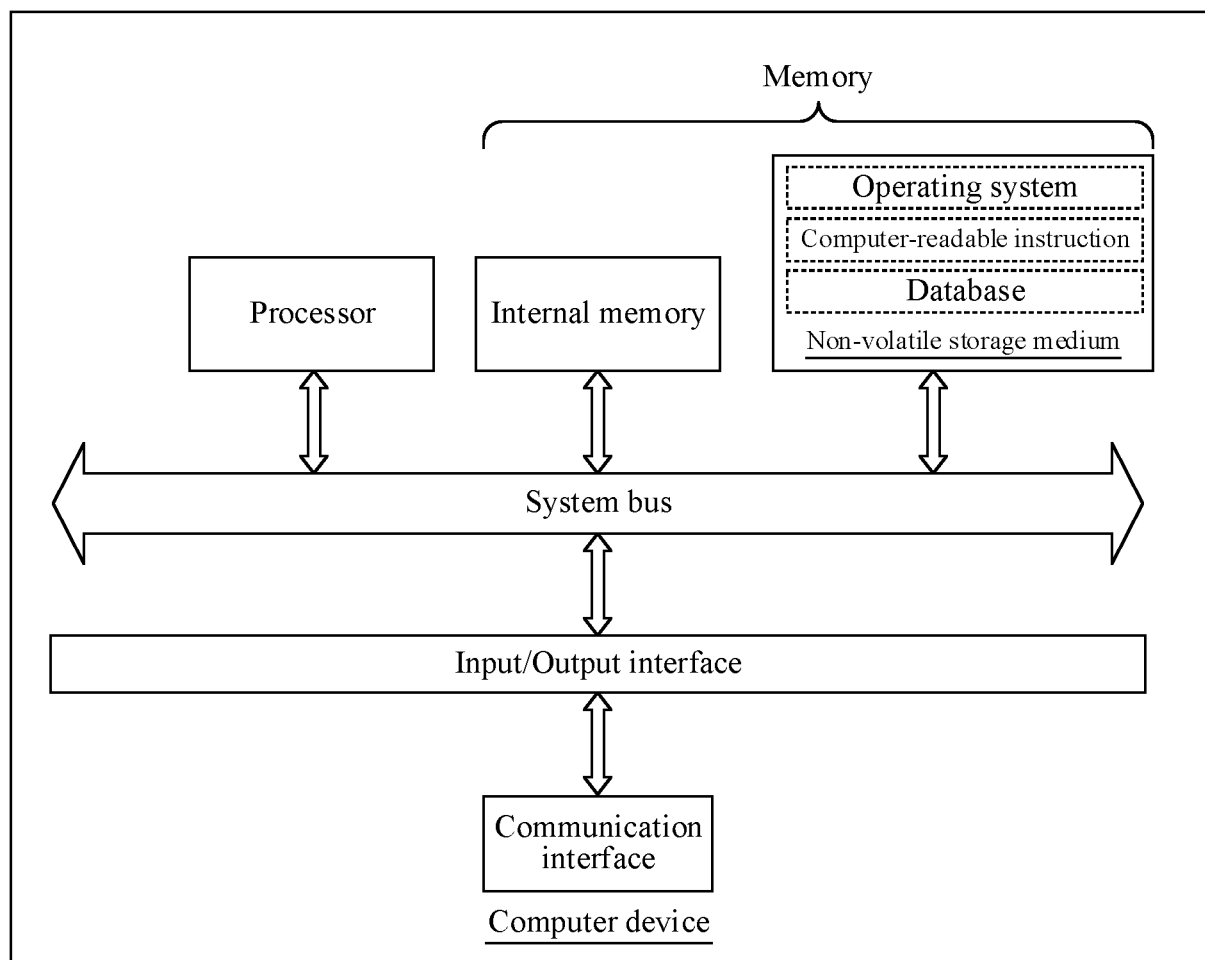 Memory
Operating system
Computer-readable instruction
Database
Non-volatile storage medium
Processor
Internal memory
System bus
Input/Output interface
Communication
interface
Computer device